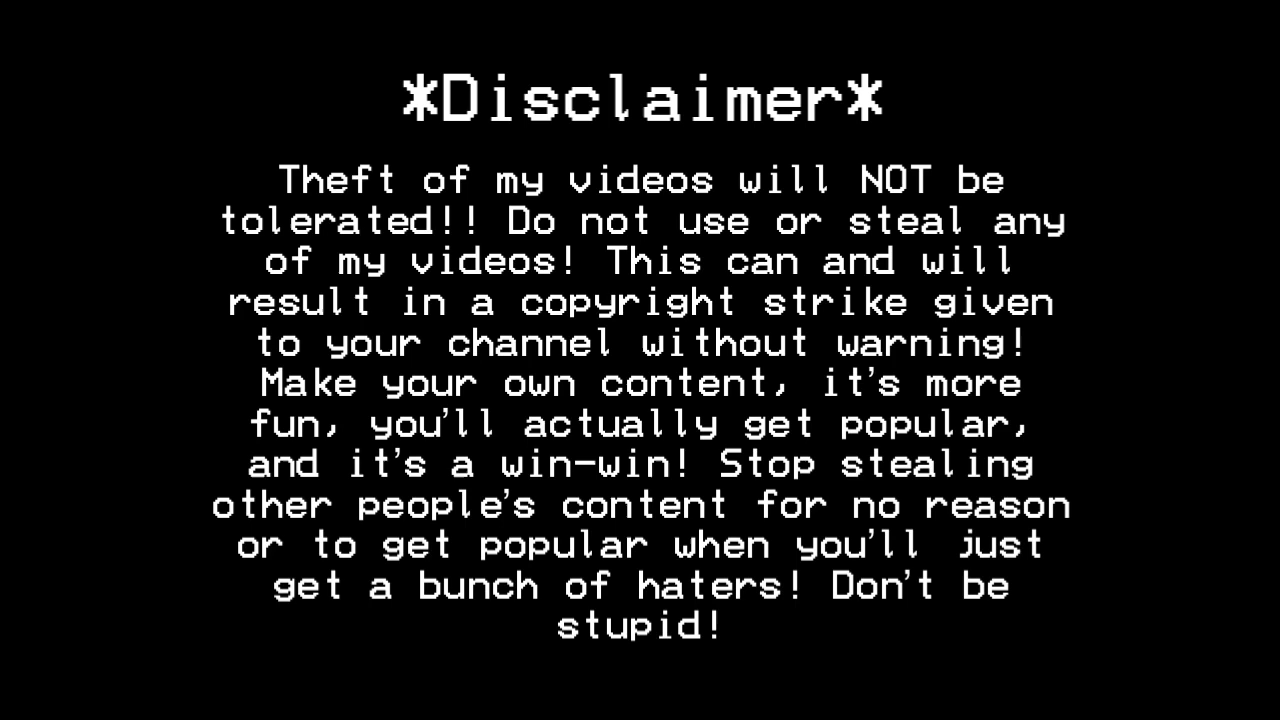 *Disclaimer*
Theft of my videos will NOT be
tolerated!! Do not use or steal any
of my videos! This can and will
result in a copyright strike given
to your channel without warning!
Make your own content, it's more
fun, you'll actually get popular,
and it's a win-win! Stop stealing
other people's content for no reason
or to get popular when you'll just
get a bunch of haters! Don't be
stupid!